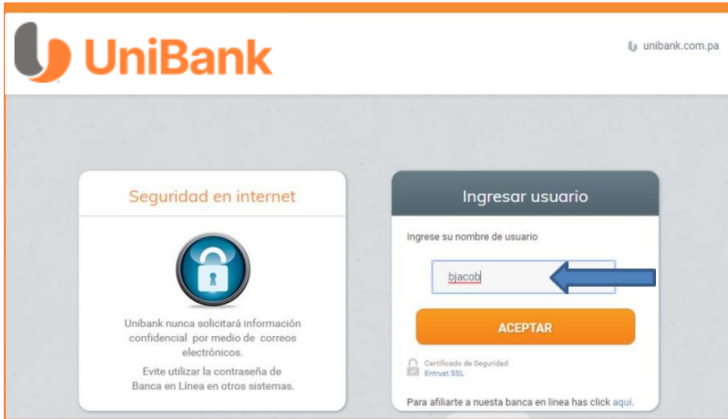 UniBank
unibank.com.pa
Seguridad en internet
Unibank nunca solicitará información
confidencial por medio de correos
electrónicos.
Evite utilizar la contraseña de
Banca en Línea en otros sistemas.
Ingresar usuario
Ingrese su nombre de usuario
bjacob
ACEPTAR
Certificado de Seguridad
Entrust SSL
Para afiliarte a nuesta banca en linea has click aquí.